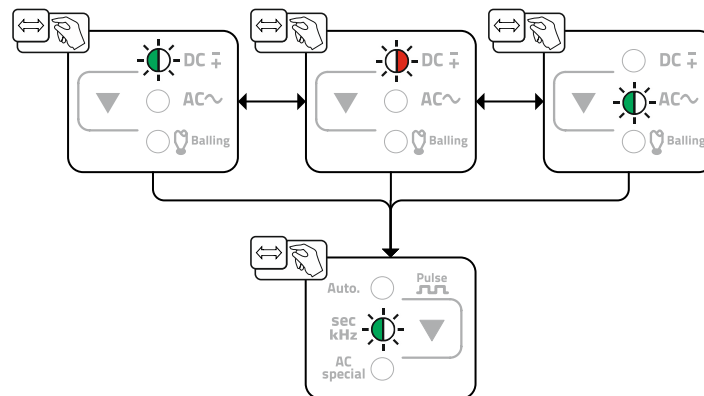 DC
AC
Balling
DC
AC
Balling
DC
AC
Balling
Auto.
Pulse
sec
kHz
AC
special